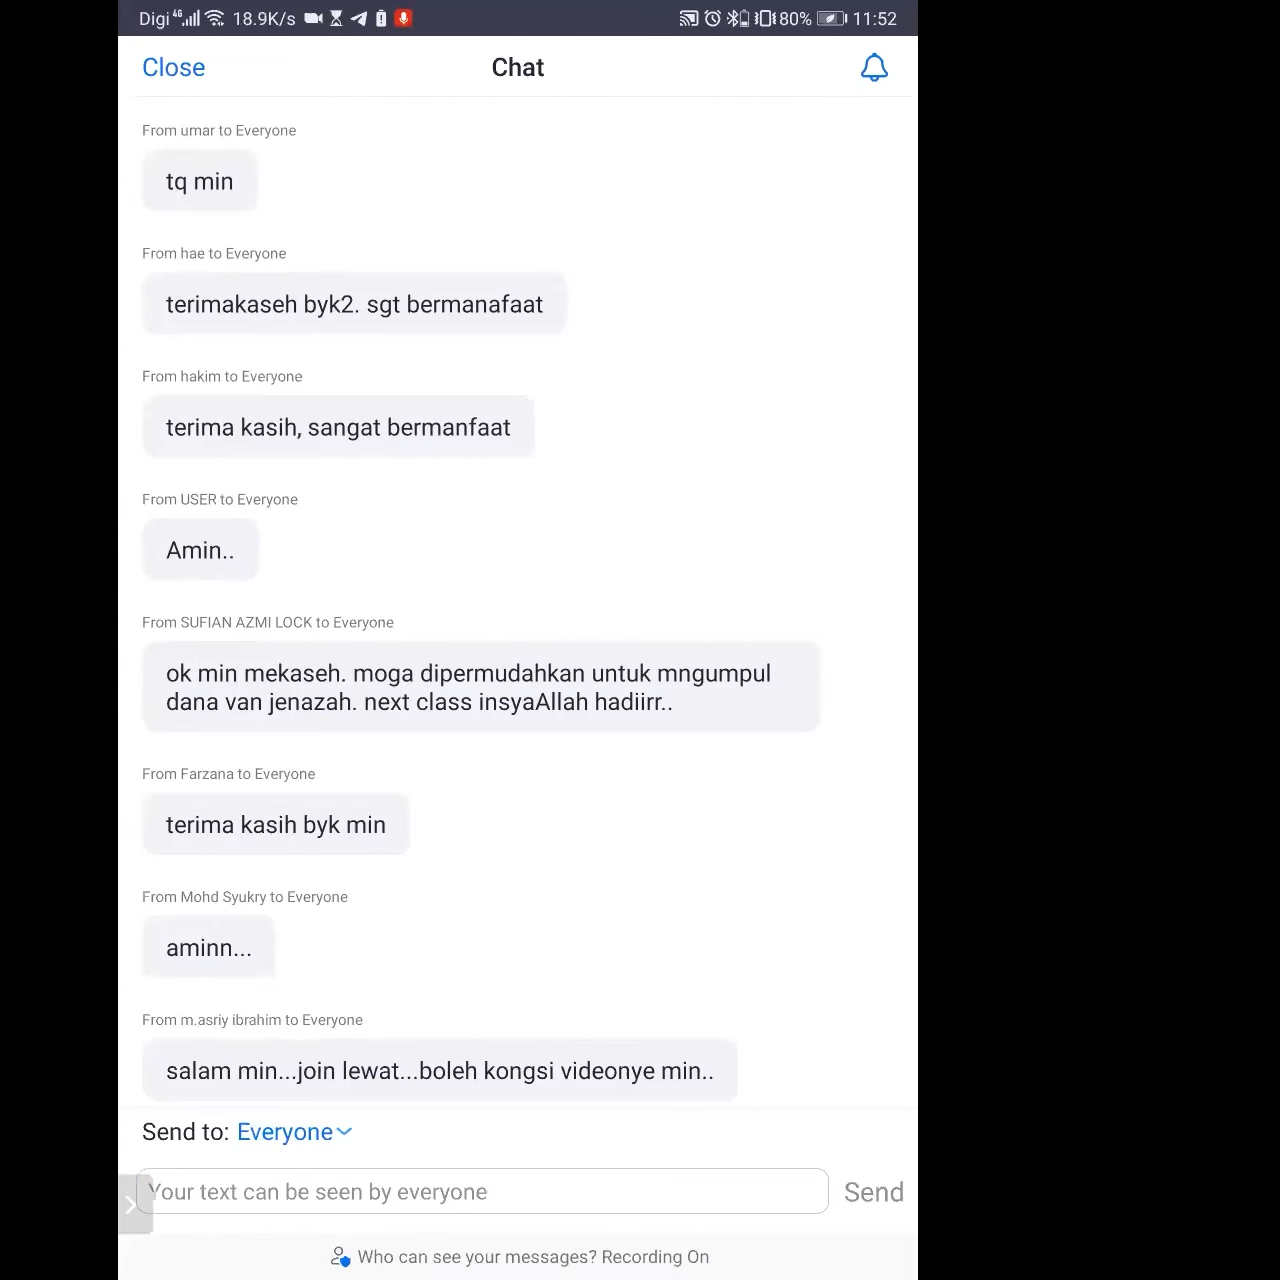 Digi 4G 18.9K/s 80% 11:52
Close Chat
From umar to Everyone
tq min
From hae to Everyone
terimakaseh byk2. sgt bermanafaat
From hakim to Everyone
terima kasih, sangat bermanfaat
From USER to Everyone
Amin..
From SUFIAN AZMI LOCK to Everyone
ok min mekaseh. moga dipermudahkan untuk mngumpul
dana van jenazah. next class insyaAllah hadiirr..
From Farzana to Everyone
terima kasih byk min
From Mohd Syukry to Everyone
aminn...
From m.asriy ibrahim to Everyone
salam min...join lewat...boleh kongsi videonye min..
Send to: Everyone
Your text can be seen by everyone Send
Who can see your messages? Recording On